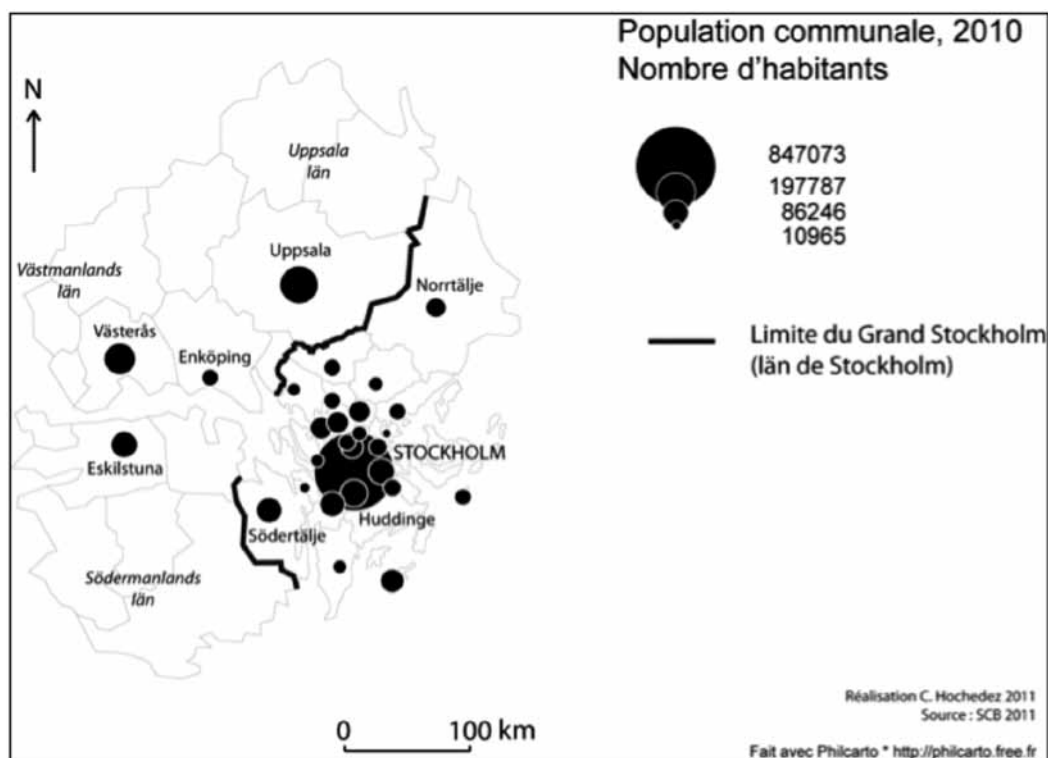 Population communale, 2010
Nombre d'habitants
847073
197787
86246
10965
Limite du Grand Stockholm
(län de Stockholm)
N
Uppsala
län
Uppsala
Norrtälje
Västmanlands
län
Västerås
Enköping
Eskilstuna
STOCKHOLM
Huddinge
Södertälje
Södermanlands
län
0 100 km
Réalisation C. Hochedez 2011
Source : SCB 2011
Fait avec Philcarto * http://philcarto.free.fr